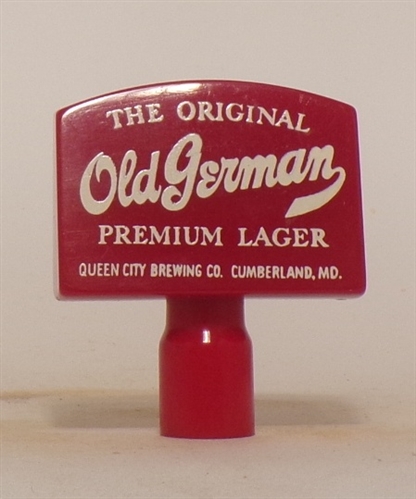 THE ORIGINAL
Old German
PREMIUM LAGER
QUEEN CITY BREWING CO. CUMBERLAND, MD.